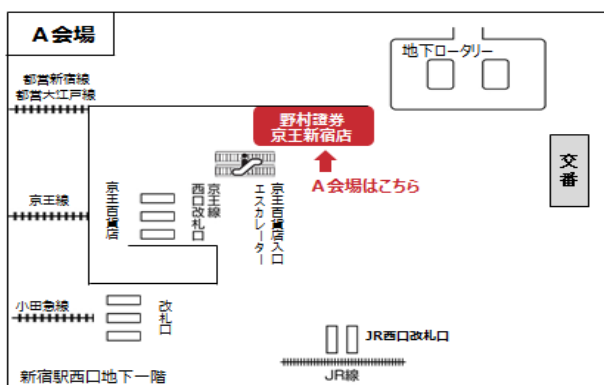 A会場
地下ロータリー
都営新宿線
都営大江戸線
野村證券
京王新宿店
A会場はこちら
交番
京王線
京王百貨店
京王線
西口改札口
京王百貨店入口
エスカレーター
小田急線
改札口
JR西口改札口
JR線
新宿駅西口地下一階